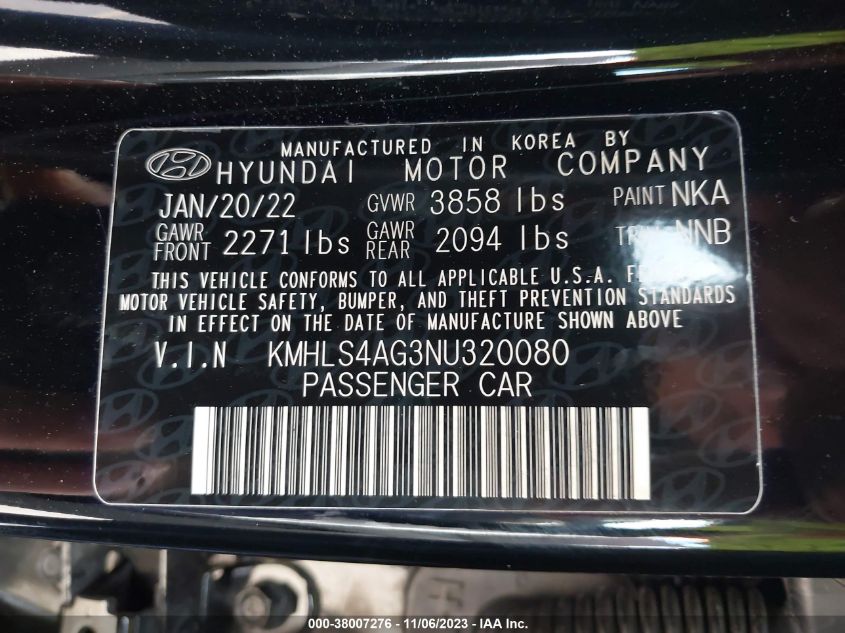 MANUFACTURED IN KOREA BY
HYUNDAI MOTOR COMPANY
JAN/20/22 GVWR 3858 lbs PAINT NKA
GAWR FRONT 2271 lbs GAWR REAR 2094 lbs TRIM NNB
THIS VEHICLE CONFORMS TO ALL APPLICABLE U.S.A. FEDERAL
MOTOR VEHICLE SAFETY, BUMPER, AND THEFT PREVENTION STANDARDS
IN EFFECT ON THE DATE OF MANUFACTURE SHOWN ABOVE
V.I.N KMHLS4AG3NU320080
PASSENGER CAR
000-38007276 - 11/06/2023 - IAA Inc.